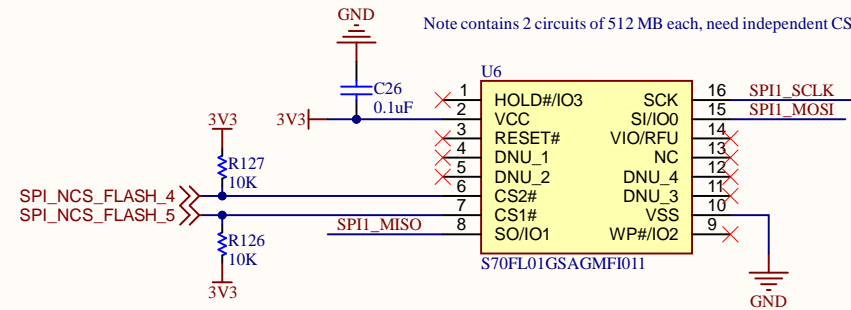 GND
Note contains 2 circuits of 512 MB each, need independent CS
U6
C26
0.1uF
1 HOLD#/IO3 SCK 16 SPI1_SCLK
3V3 2 VCC SI/IO0 15 SPI1_MOSI
3V3 3 RESET# VIO/RFU 14
4 DNU_1 NC 13
R127
10K
5 DNU_2 DNU_4 12
SPI_NCS_FLASH_4 6 CS2# DNU_3 11
SPI_NCS_FLASH_5 7 CS1# VSS 10
R126
10K
SPI1_MISO 8 SO/IO1 WP#/IO2 9
S70FL01GSAGMFI011
3V3
GND